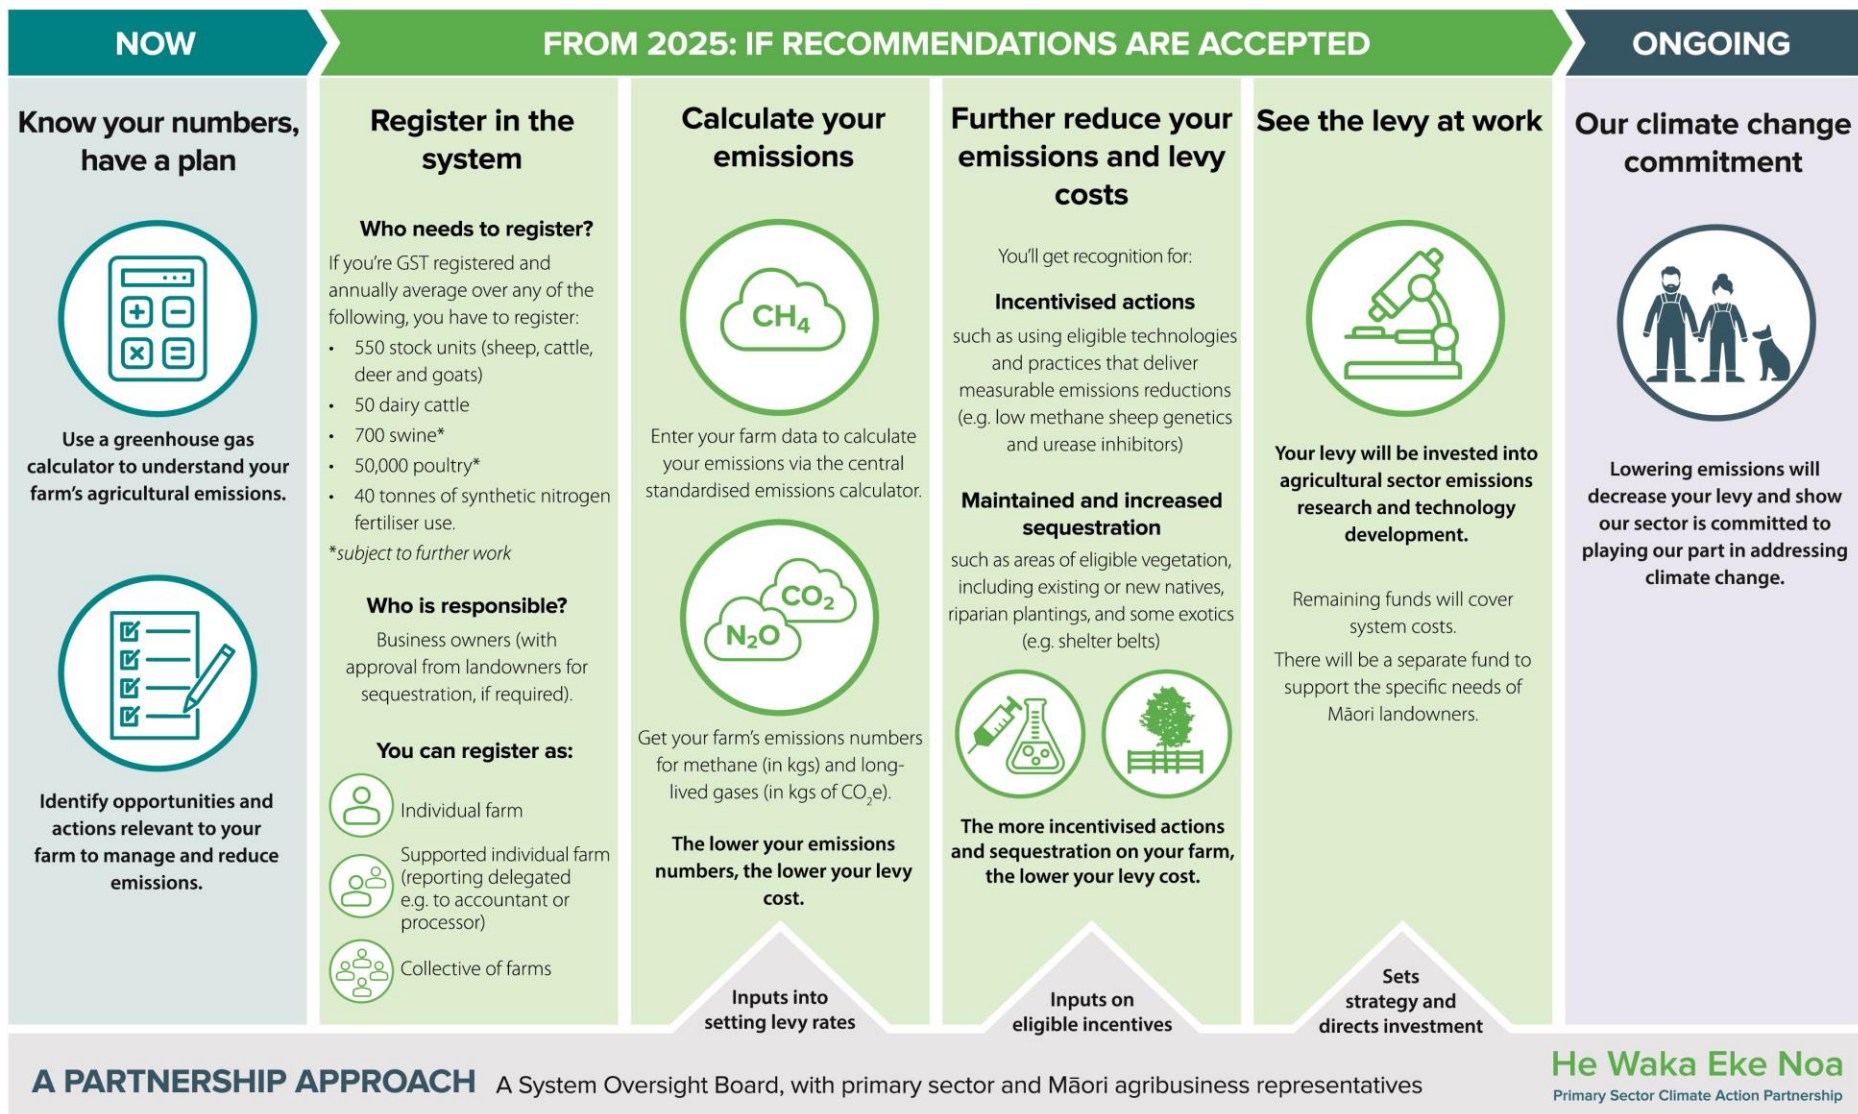 NOW
FROM 2025: IF RECOMMENDATIONS ARE ACCEPTED
ONGOING
Know your numbers,
have a plan
Use a greenhouse gas
calculator to understand your
farm's agricultural emissions.
Identify opportunities and
actions relevant to your
farm to manage and reduce
emissions.
Register in the
system
Who needs to register?
If you're GST registered and
annually average over any of the
following, you have to register:
• 550 stock units (sheep, cattle,
deer and goats)
• 50 dairy cattle
• 700 swine*
• 50,000 poultry*
• 40 tonnes of synthetic nitrogen
fertiliser use.
*subject to further work
Who is responsible?
Business owners (with
approval from landowners for
sequestration, if required).
You can register as:
Individual farm
Supported individual farm
(reporting delegated
e.g. to accountant or
processor)
Collective of farms
Calculate your
emissions
CH₄
Enter your farm data to calculate
your emissions via the central
standardised emissions calculator.
CO₂
N₂O
Get your farm's emissions numbers
for methane (in kgs) and long-
lived gases (in kgs of CO₂e).
The lower your emissions
numbers, the lower your levy
cost.
Inputs into
setting levy rates
Further reduce your
emissions and levy
costs
You'll get recognition for:
Incentivised actions
such as using eligible technologies
and practices that deliver
measurable emissions reductions
(e.g. low methane sheep genetics
and urease inhibitors)
Maintained and increased
sequestration
such as areas of eligible vegetation,
including existing or new natives,
riparian plantings, and some exotics
(e.g. shelter belts)
The more incentivised actions
and sequestration on your farm,
the lower your levy cost.
Inputs on
eligible incentives
See the levy at work
Your levy will be invested into
agricultural sector emissions
research and technology
development.
Remaining funds will cover
system costs.
There will be a separate fund to
support the specific needs of
Māori landowners.
Sets
strategy and
directs investment
Our climate change
commitment
Lowering emissions will
decrease your levy and show
our sector is committed to
playing our part in addressing
climate change.
A PARTNERSHIP APPROACH A System Oversight Board, with primary sector and Māori agribusiness representatives
He Waka Eke Noa
Primary Sector Climate Action Partnership